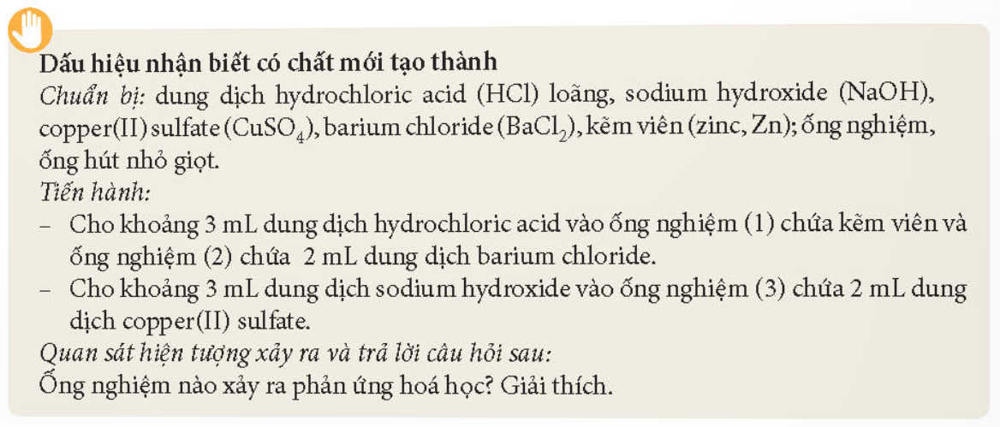 Dấu hiệu nhận biết có chất mới tạo thành
Chuẩn bị: dung dịch hydrochloric acid (HCl) loãng, sodium hydroxide (NaOH),
copper(II) sulfate (CuSO₄), barium chloride (BaCl₂), kẽm viên (zinc, Zn); ống nghiệm,
ống hút nhỏ giọt.
Tiến hành:
– Cho khoảng 3 mL dung dịch hydrochloric acid vào ống nghiệm (1) chứa kẽm viên và
ống nghiệm (2) chứa 2 mL dung dịch barium chloride.
– Cho khoảng 3 mL dung dịch sodium hydroxide vào ống nghiệm (3) chứa 2 mL dung
dịch copper(II) sulfate.
Quan sát hiện tượng xảy ra và trả lời câu hỏi sau:
Ống nghiệm nào xảy ra phản ứng hoá học? Giải thích.